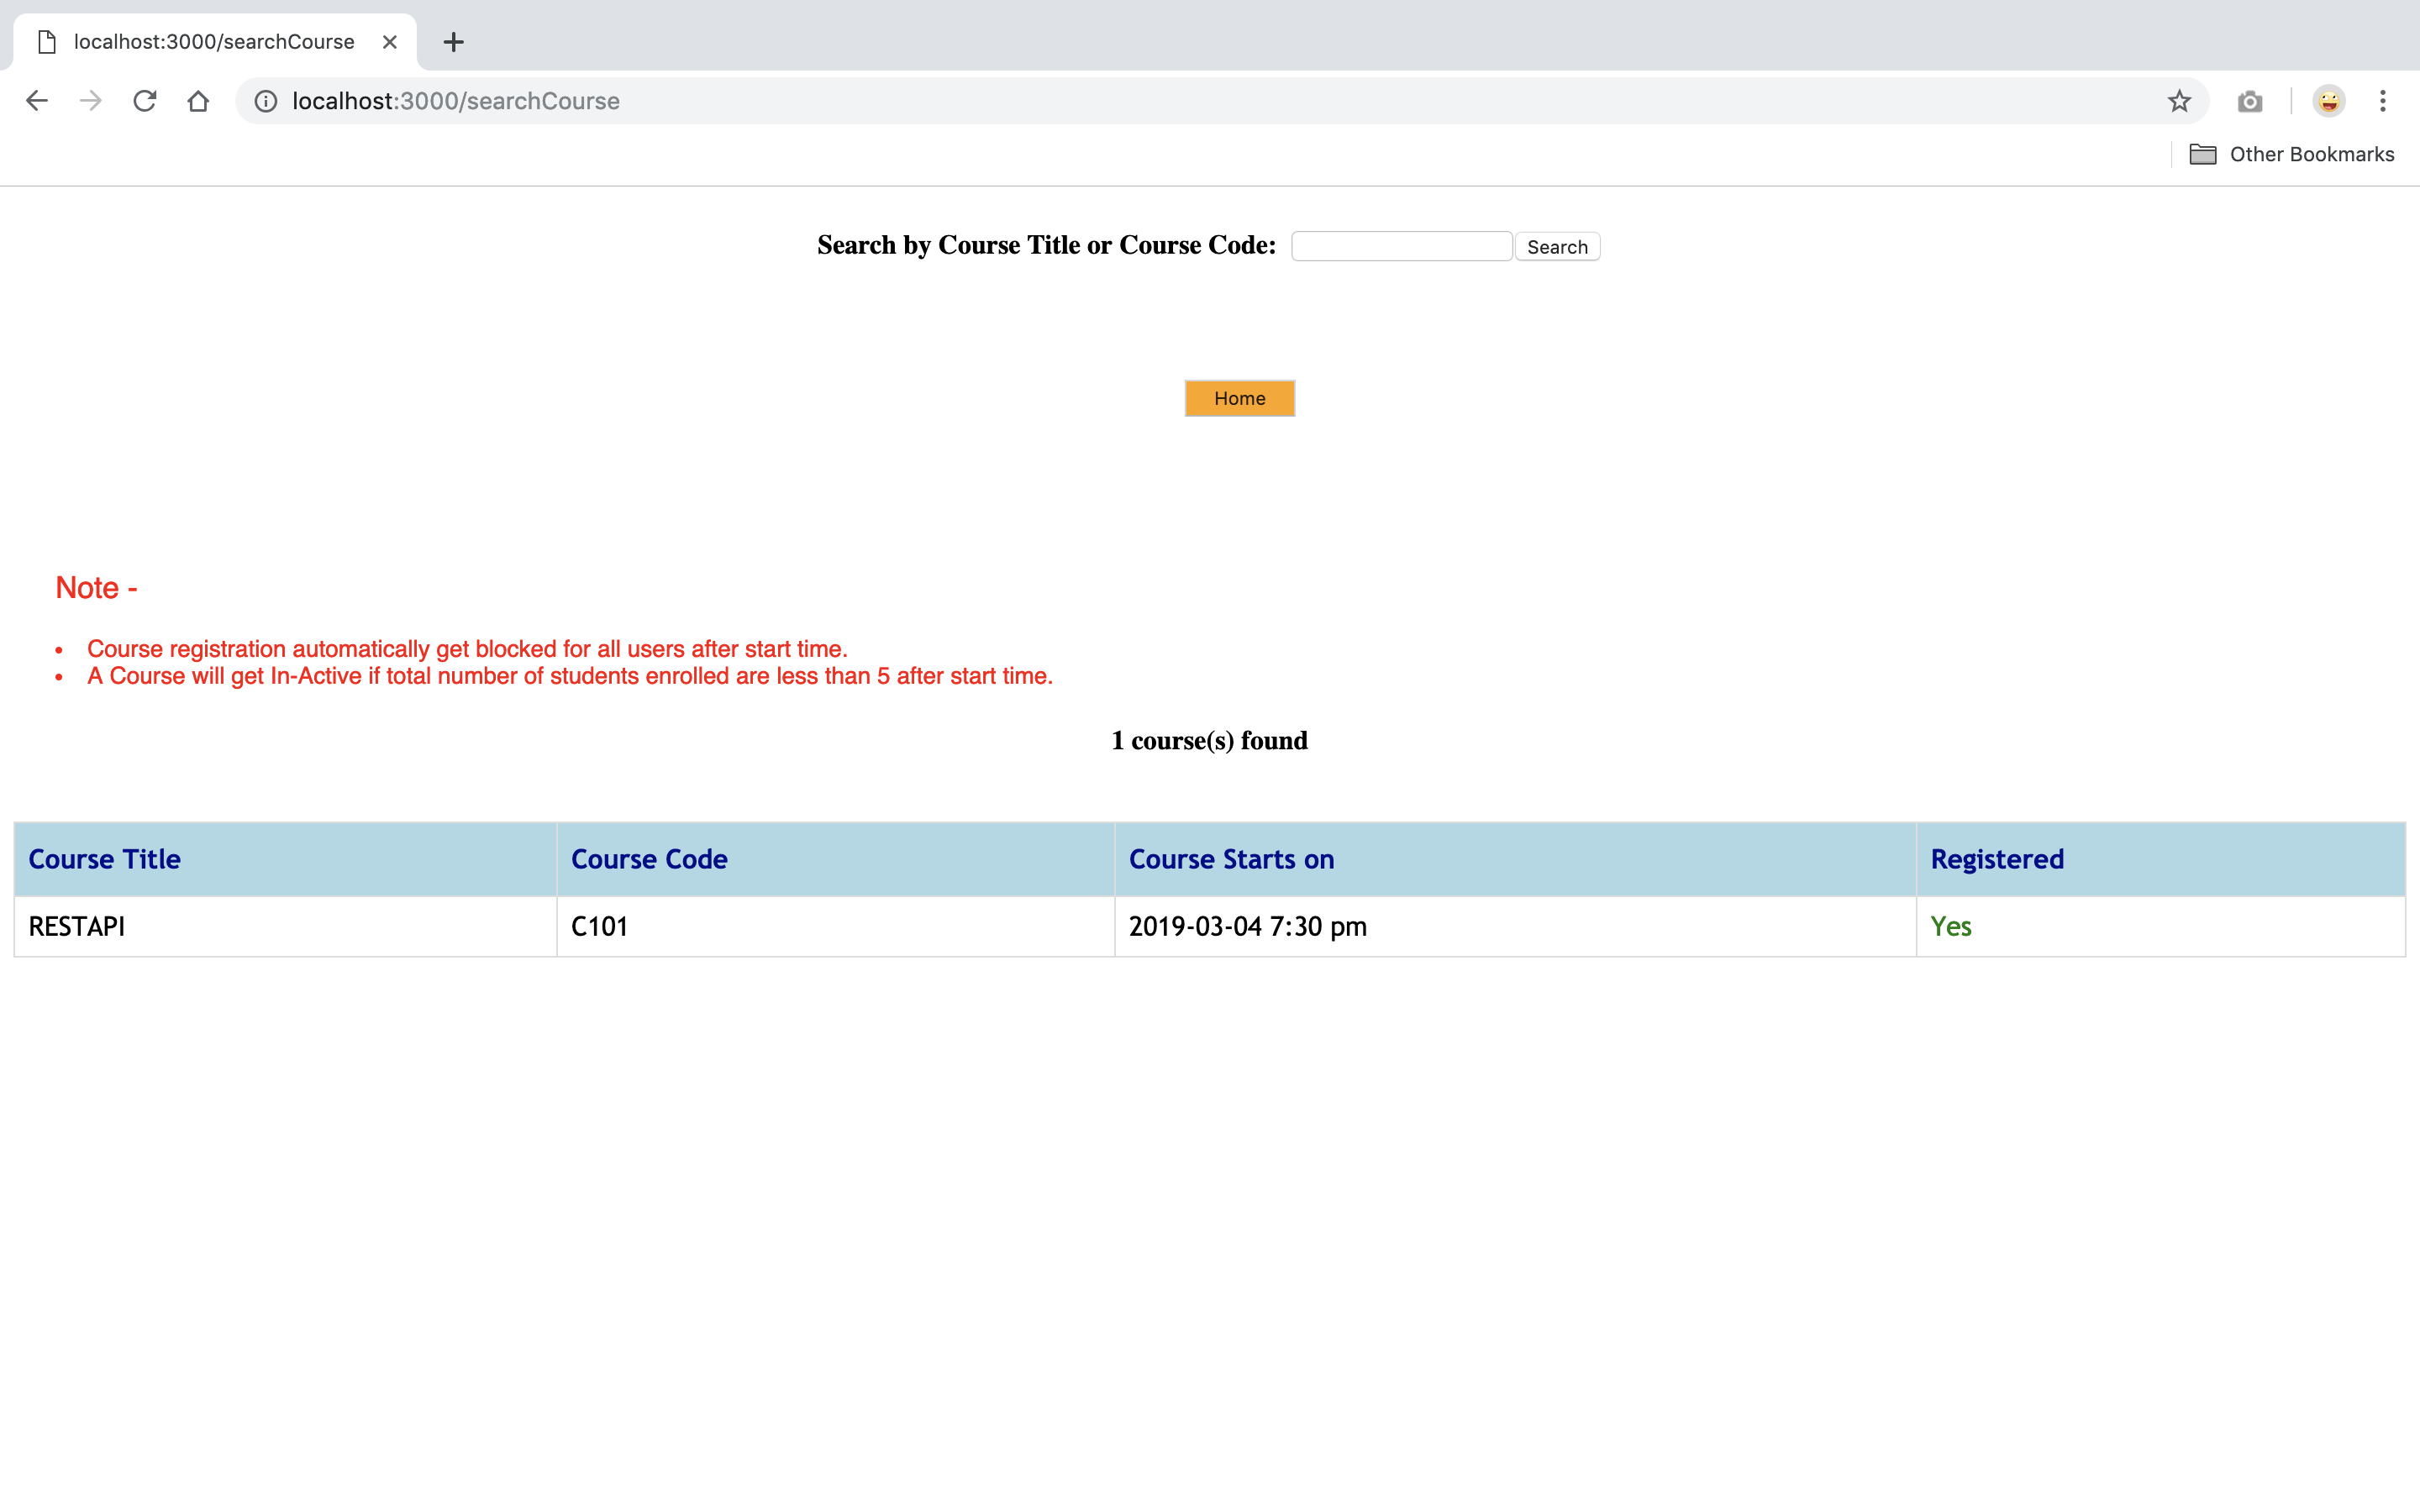 localhost:3000/searchCourse
localhost:3000/searchCourse
Other Bookmarks
Search by Course Title or Course Code: Search
Home
Note -
• Course registration automatically get blocked for all users after start time.
• A Course will get In-Active if total number of students enrolled are less than 5 after start time.
1 course(s) found
Course Title Course Code Course Starts on Registered
RESTAPI C101 2019-03-04 7:30 pm Yes